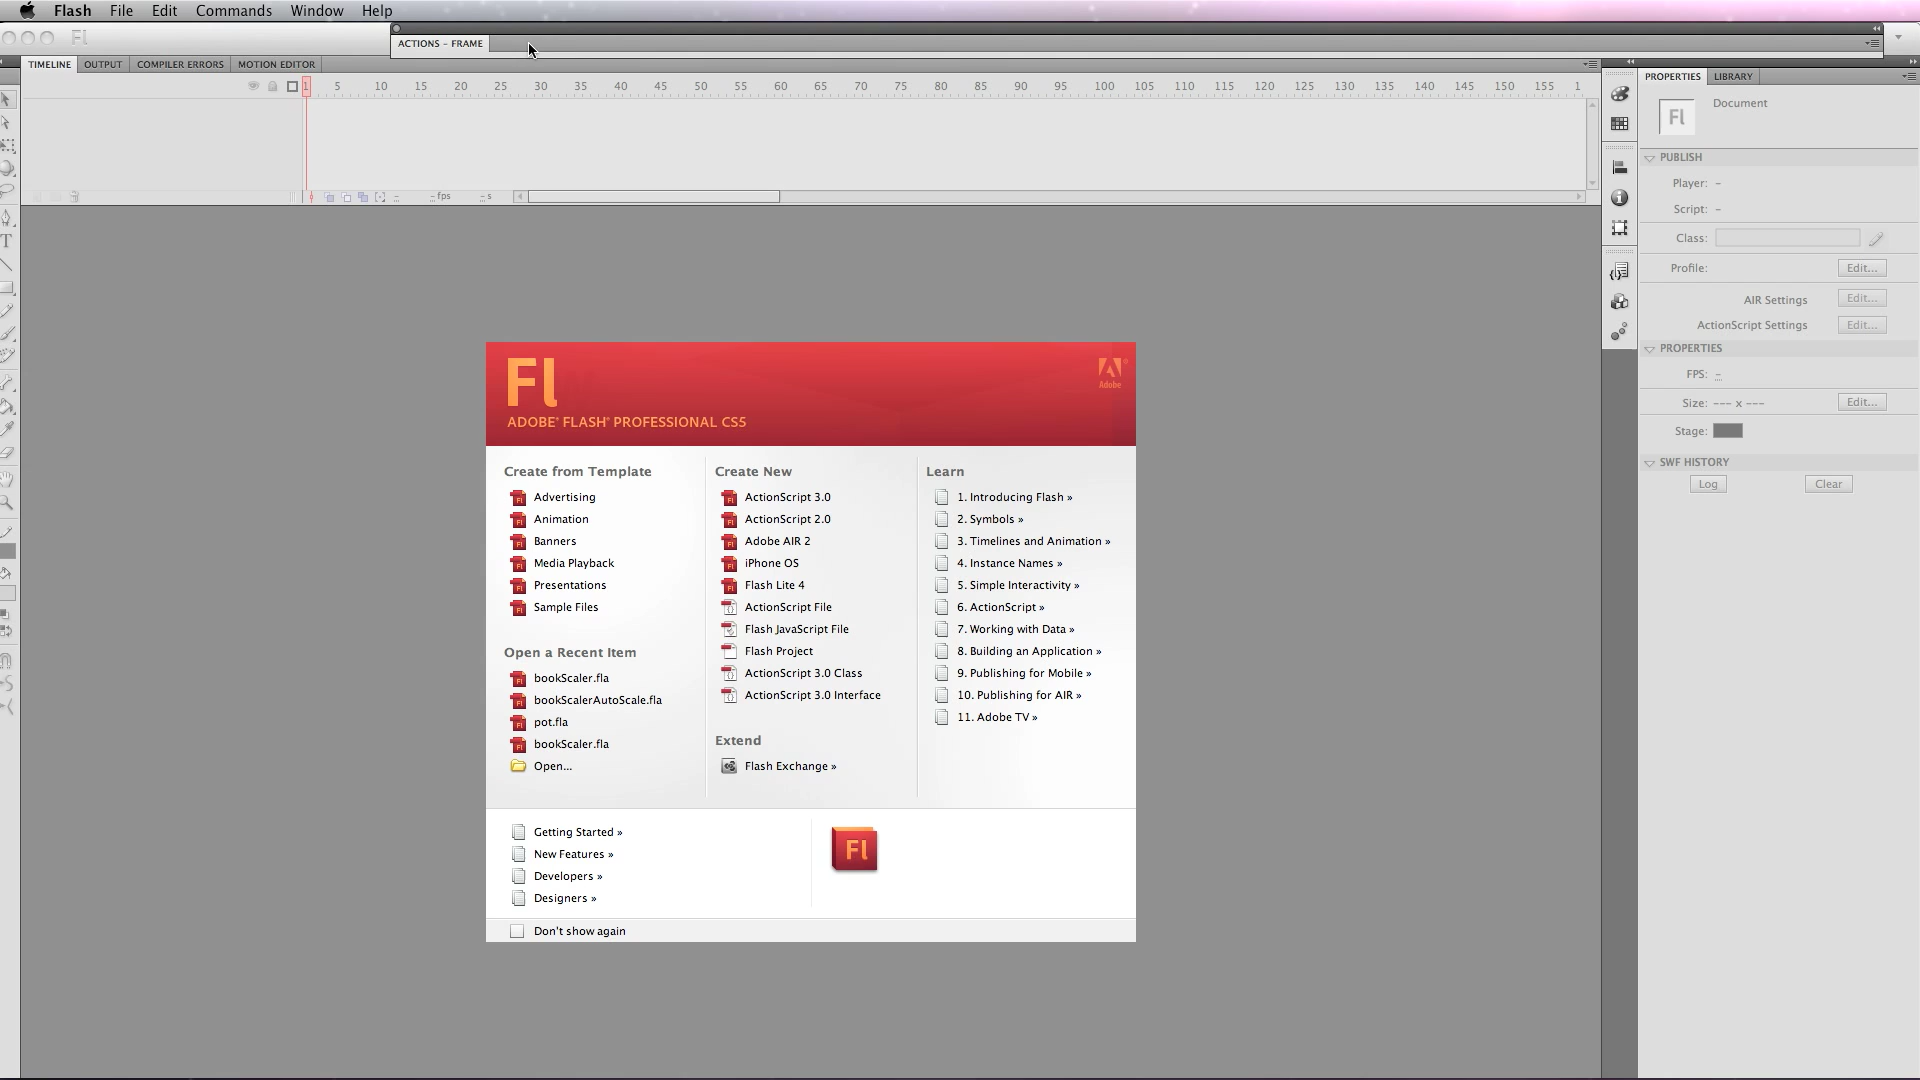 Flash File Edit Commands Window Help
Fl
ACTIONS – FRAME
TIMELINE OUTPUT COMPILER ERRORS MOTION EDITOR
1 5 10 15 20 25 30 35 40 45 50 55 60 65 70 75 80 85 90 95 100 105 110 115 120 125 130 135 140 145 150 155 1
– – fps – s
PROPERTIES LIBRARY
Fl Document
PUBLISH
Player: –
Script: –
Class:
Profile: Edit...
AIR Settings Edit...
ActionScript Settings Edit...
PROPERTIES
FPS: –
Size: --- x --- Edit...
Stage:
SWF HISTORY
Log Clear
Fl
Adobe
ADOBE® FLASH® PROFESSIONAL CS5
Create from Template
Advertising
Animation
Banners
Media Playback
Presentations
Sample Files
Open a Recent Item
bookScaler.fla
bookScalerAutoScale.fla
pot.fla
bookScaler.fla
Open...
Create New
ActionScript 3.0
ActionScript 2.0
Adobe AIR 2
iPhone OS
Flash Lite 4
ActionScript File
Flash JavaScript File
Flash Project
ActionScript 3.0 Class
ActionScript 3.0 Interface
Extend
Flash Exchange »
Learn
1. Introducing Flash »
2. Symbols »
3. Timelines and Animation »
4. Instance Names »
5. Simple Interactivity »
6. ActionScript »
7. Working with Data »
8. Building an Application »
9. Publishing for Mobile »
10. Publishing for AIR »
11. Adobe TV »
Getting Started »
New Features »
Developers »
Designers »
Fl
Don't show again